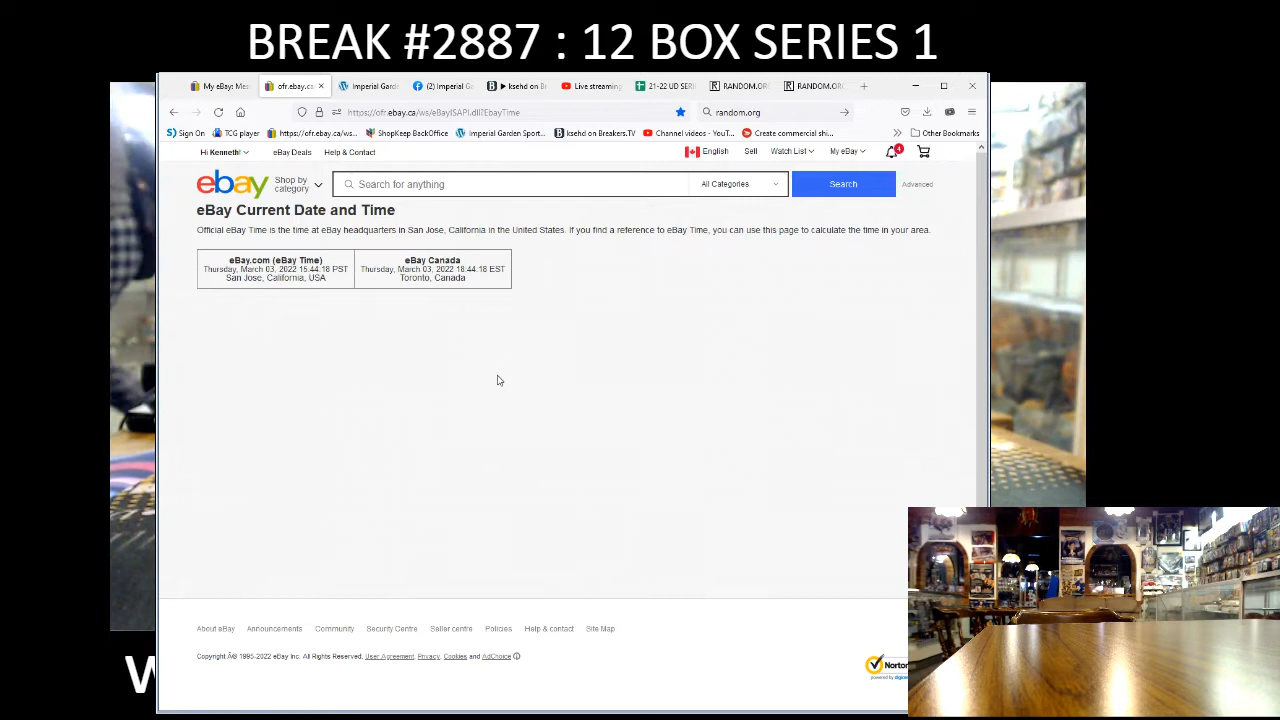 BREAK #2887 : 12 BOX SERIES 1
My eBay: Mes
ofr.ebay.ca
Imperial Gard
(2) Imperial G
ksehd on B
Live streaming
21-22 UD SERI
RANDOM.OR
RANDOM.OR
https://ofr.ebay.ca/ws/eBayISAPI.dll?EbayTime
random.org
Sign On
TCG player
https://ofr.ebay.ca/ws...
ShopKeep BackOffice
Imperial Garden Sport...
ksehd on Breakers.TV
Channel videos - YouT...
Create commercial shi...
Other Bookmarks
Hi Kenneth!
eBay Deals
Help & Contact
English
Sell
Watch List
My eBay
4
ebay
Shop by category
Search for anything
All Categories
Search
Advanced
eBay Current Date and Time
Official eBay Time is the time at eBay headquarters in San Jose, California in the United States. If you find a reference to eBay Time, you can use this page to calculate the time in your area.
eBay.com (eBay Time)
Thursday, March 03, 2022 15:44:18 PST
San Jose, California, USA
eBay Canada
Thursday, March 03, 2022 18:44:18 EST
Toronto, Canada
About eBay
Announcements
Community
Security Centre
Seller centre
Policies
Help & contact
Site Map
Copyright Â© 1995-2022 eBay Inc. All Rights Reserved. User Agreement, Privacy, Cookies and AdChoice
Norton
powered by
W